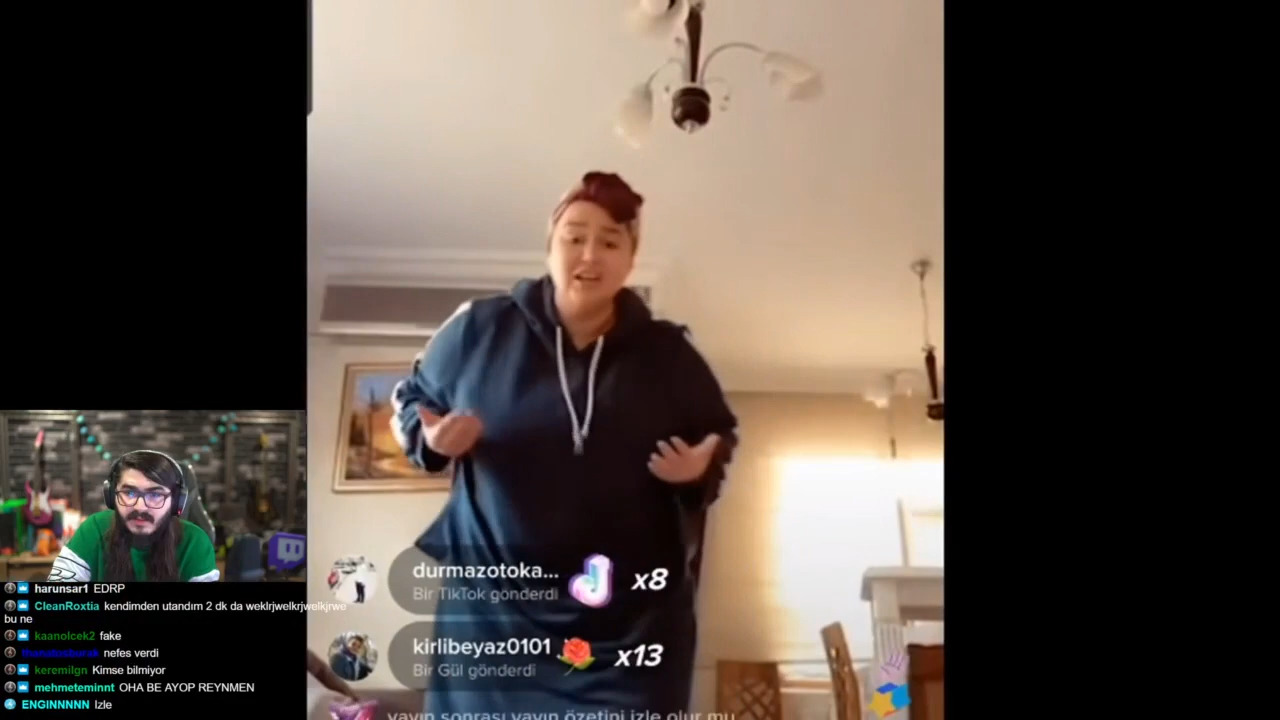 durmazotoka...
Bir TikTok gönderdi
x8
kirlibeyaz0101
Bir Gül gönderdi
x13
yayın sonrası yayın özetini izle olur mu
harunsar1 EDRP
CleanRoxtia kendimden utandım 2 dk da weklrjwelkrjwelkjrwe
bu ne
kaanolcek2 fake
nefes verdi
keremilgn Kimse bilmiyor
mehmeteminnt OHA BE AYOP REYNMEN
ENGINNNNN Izle